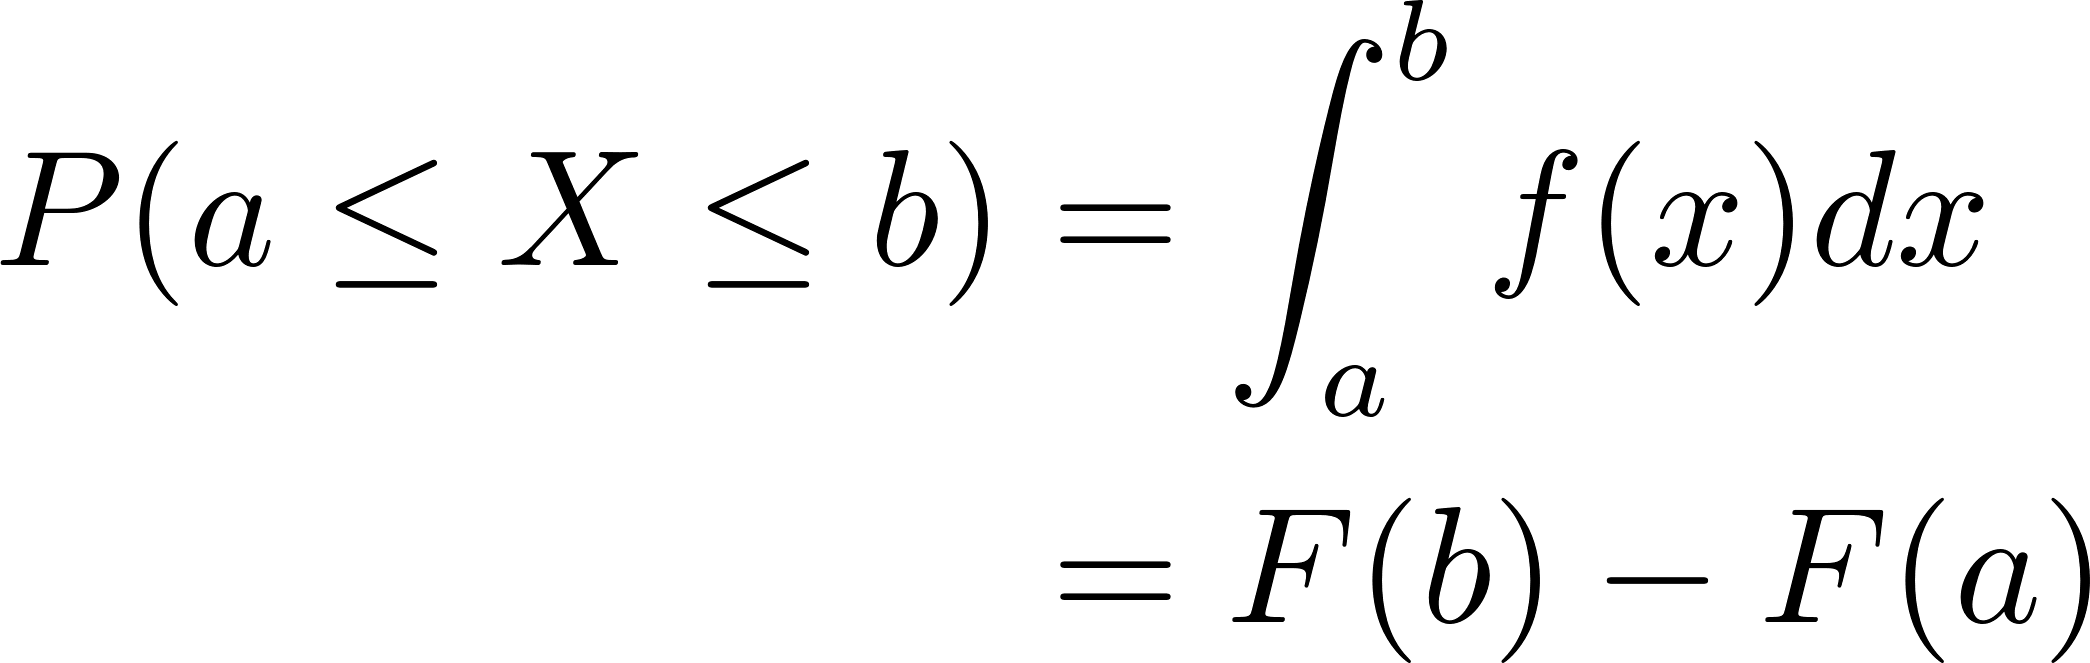 P(a ≤ X ≤ b) = ∫_a^b f(x)dx
= F(b) − F(a)